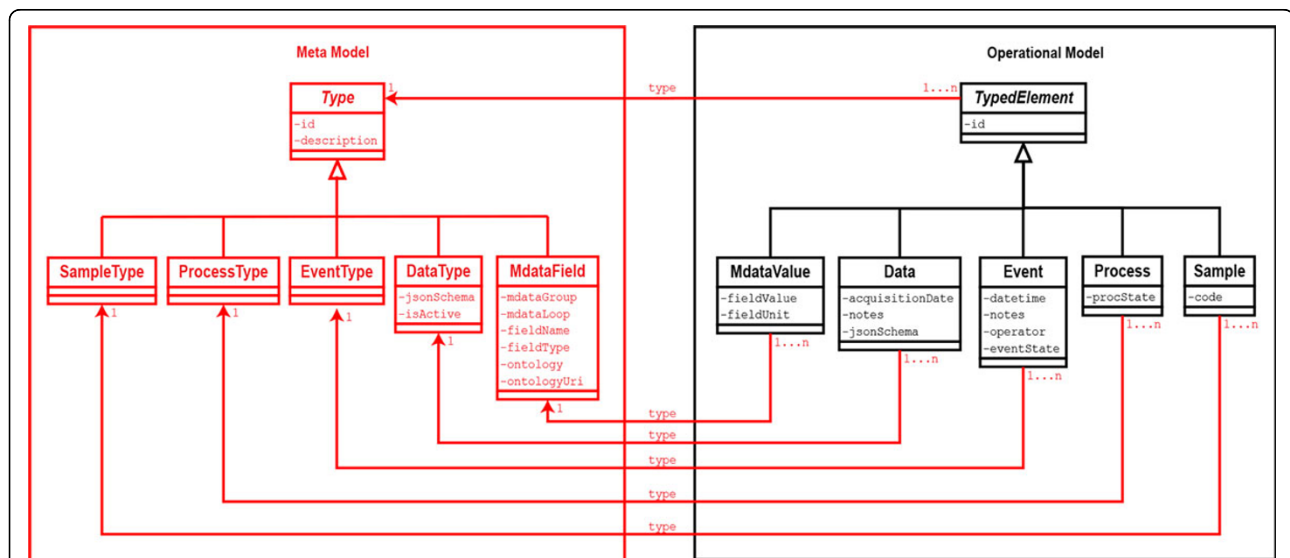 Meta Model
Operational Model
Type
1
type
1...n
TypedElement
-id
-description
-id
SampleType
ProcessType
EventType
DataType
-jsonSchema
-isActive
MdataField
-mdataGroup
-mdataLoop
-fieldName
-fieldType
-ontology
-ontologyUri
MdataValue
-fieldValue
-fieldUnit
Data
-acquisitionDate
-notes
-jsonSchema
Event
-datetime
-notes
-operator
-eventState
Process
-procState
Sample
-code
1
1
1
1
1
1...n
1...n
1...n
1...n
1...n
type
type
type
type
type